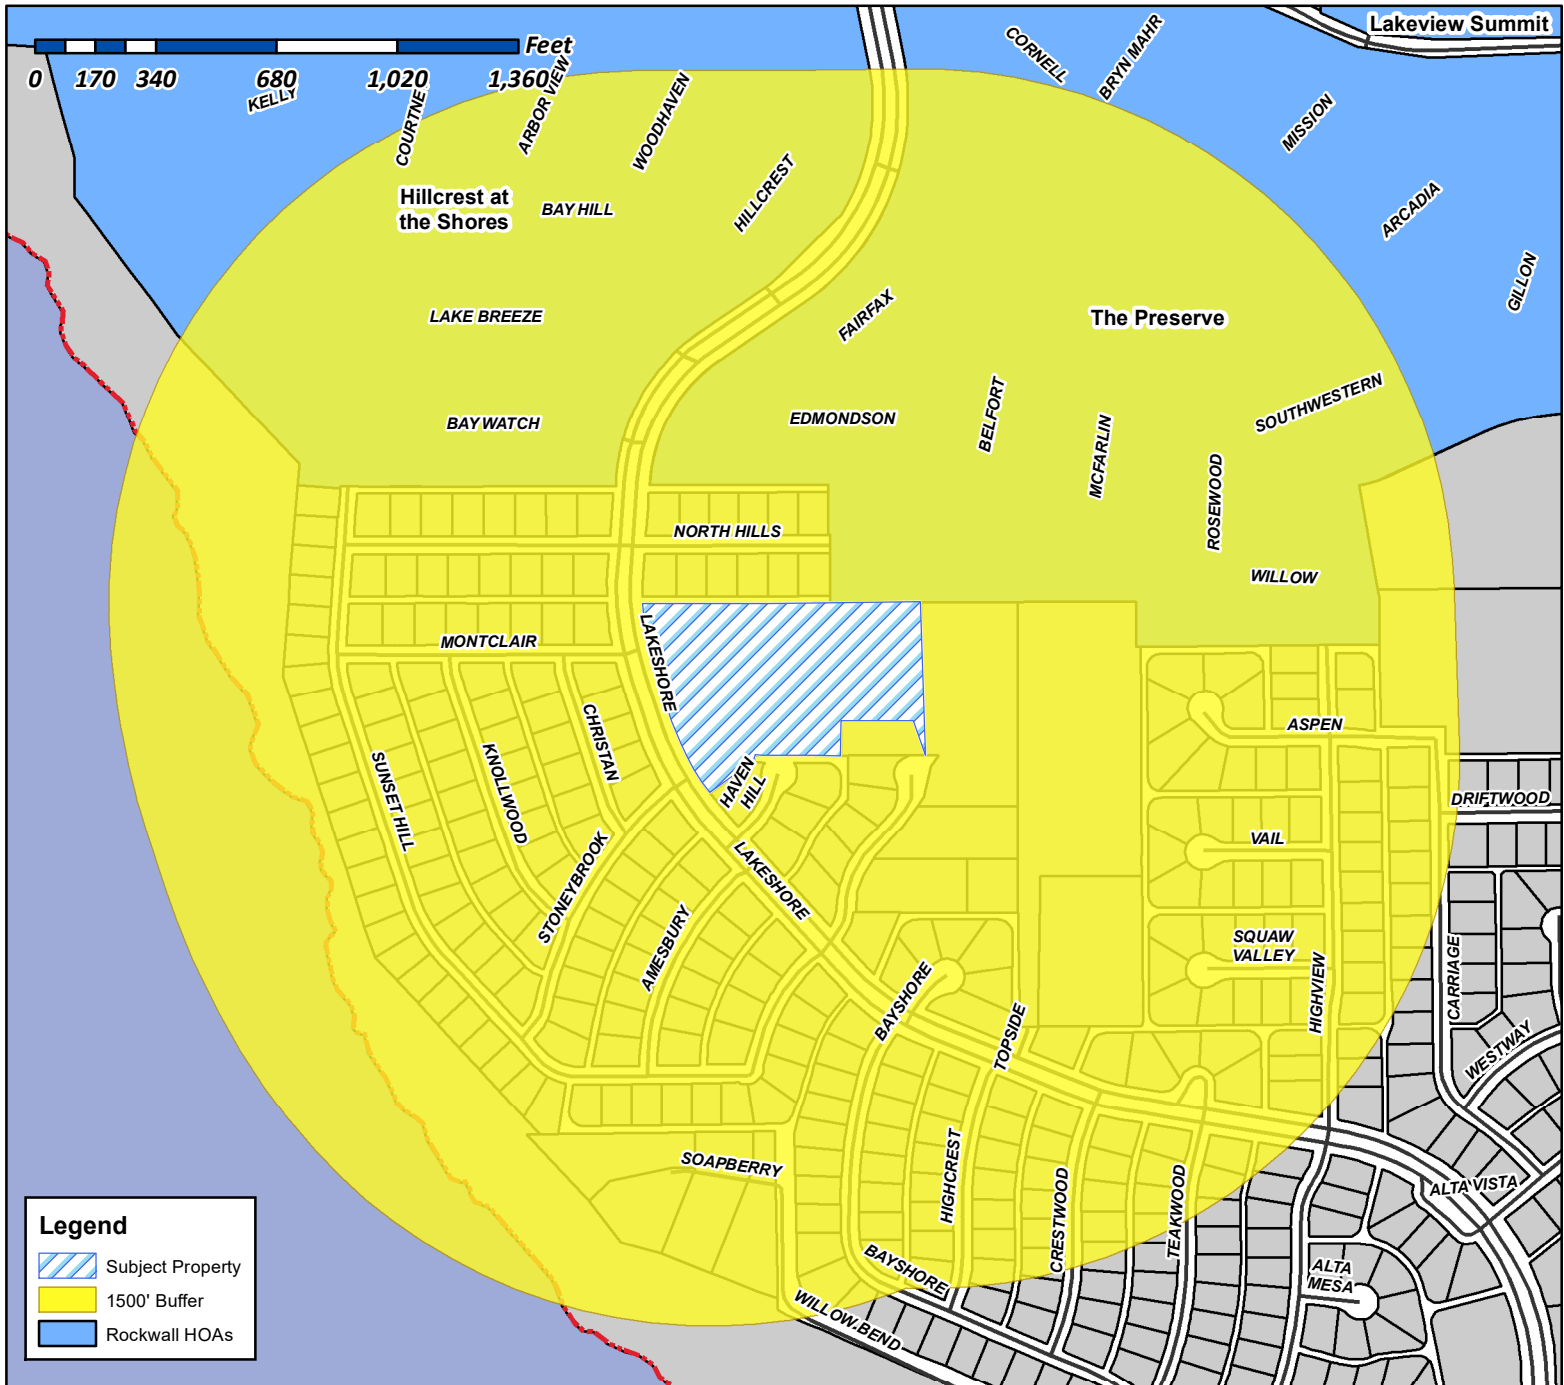 Lakeview Summit
Feet
0 170 340 680 1,020 1,360
KELLY
COURTNEY
ARBOR VIEW
WOODHAVEN
CORNELL
BRYN MAHR
MISSION
ARCADIA
GILLON
Hillcrest at
the Shores
BAY HILL
HILLCREST
LAKE BREEZE
FAIRFAX
The Preserve
BAY WATCH
EDMONDSON
BELFORT
MCFARLIN
SOUTHWESTERN
ROSEWOOD
NORTH HILLS
WILLOW
MONTCLAIR
LAKESHORE
CHRISTAN
KNOLLWOOD
SUNSET HILL
HAVEN
HILL
ASPEN
DRIFTWOOD
VAIL
STONEYBROOK
LAKESHORE
AMESBURY
SQUAW
VALLEY
HIGHVIEW
CARRIAGE
BAYSHORE
TOPSIDE
WESTWAY
SOAPBERRY
HIGHCREST
CRESTWOOD
TEAKWOOD
ALTA VISTA
BAYSHORE
ALTA
MESA
WILLOW BEND
Legend
Subject Property
1500' Buffer
Rockwall HOAs